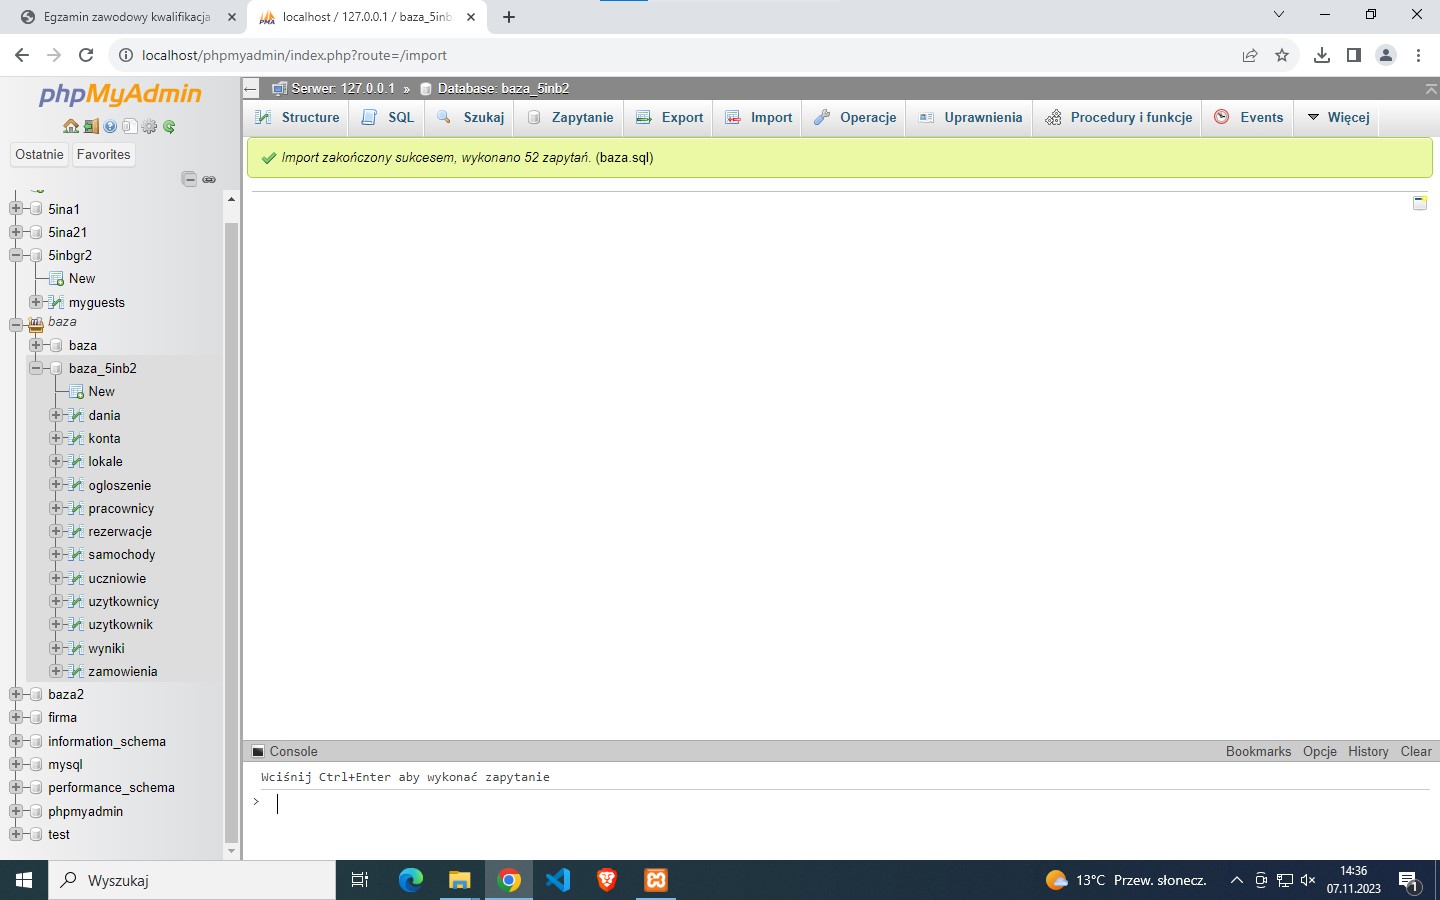 Egzamin zawodowy kwalifikacja
localhost / 127.0.0.1 / baza_5inb
localhost/phpmyadmin/index.php?route=/import
phpMyAdmin
Ostatnie
Favorites
5ina1
5ina21
5inbgr2
New
myguests
baza
baza
baza_5inb2
New
dania
konta
lokale
ogloszenie
pracownicy
rezerwacje
samochody
uczniowie
uzytkownicy
uzytkownik
wyniki
zamowienia
baza2
firma
information_schema
mysql
performance_schema
phpmyadmin
test
Serwer: 127.0.0.1 » Database: baza_5inb2
Structure SQL Szukaj Zapytanie Export Import Operacje Uprawnienia Procedury i funkcje Events Więcej
Import zakończony sukcesem, wykonano 52 zapytań. (baza.sql)
Console
Bookmarks Opcje History Clear
Wciśnij Ctrl+Enter aby wykonać zapytanie
>
Wyszukaj
13°C Przew. słonecz.
14:36
07.11.2023
1